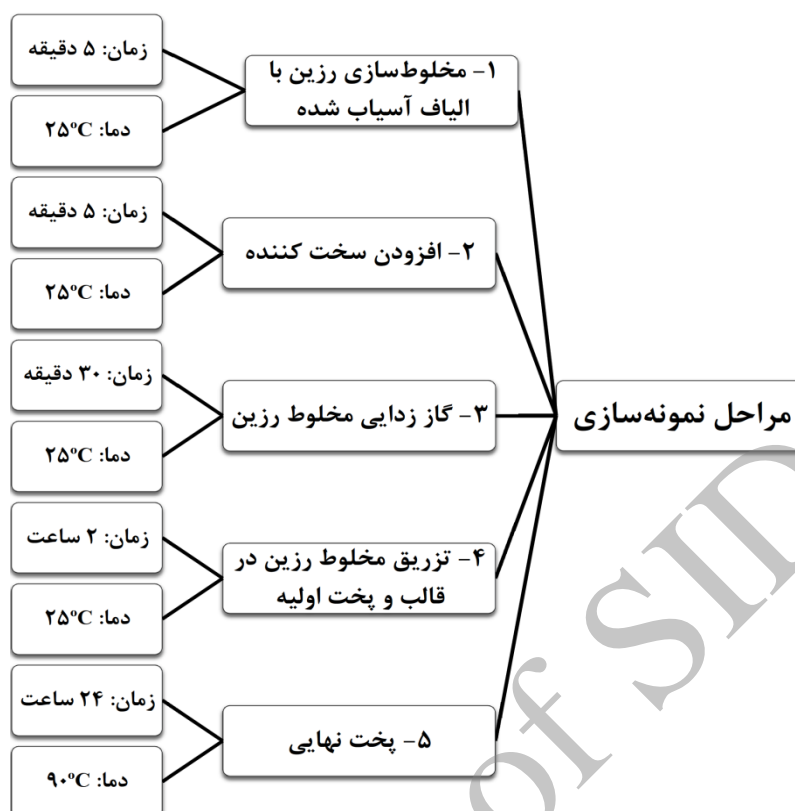 مراحل نمونه‌سازی
۱- مخلوط‌سازی رزین با
الیاف آسیاب شده
زمان: ۵ دقیقه
دما: ۲۵°C
۲- افزودن سخت کننده
زمان: ۵ دقیقه
دما: ۲۵°C
۳- گاز زدایی مخلوط رزین
زمان: ۳۰ دقیقه
دما: ۲۵°C
۴- تزریق مخلوط رزین در
قالب و پخت اولیه
زمان: ۲ ساعت
دما: ۲۵°C
۵- پخت نهایی
زمان: ۲۴ ساعت
دما: ۹۰°C
of SID